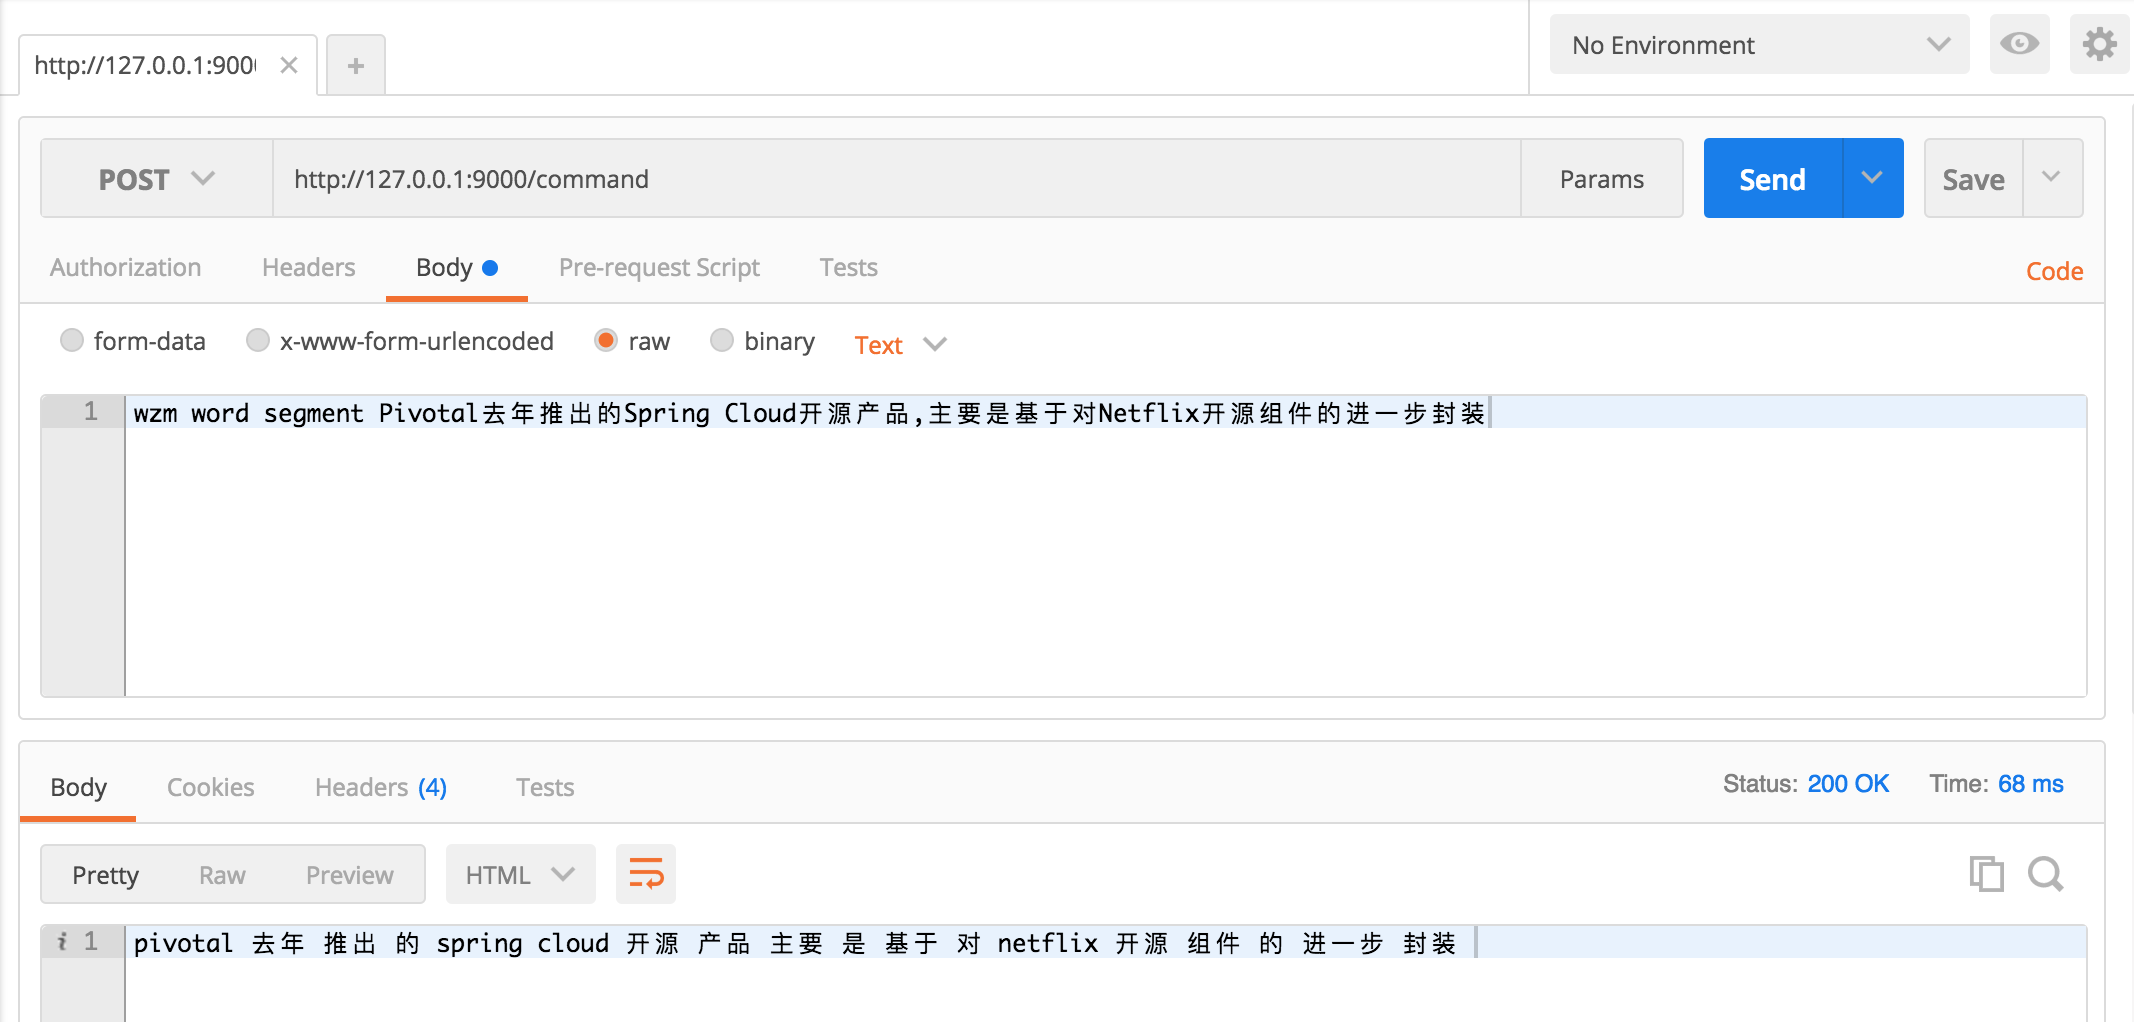 http://127.0.0.1:900
No Environment
POST http://127.0.0.1:9000/command Params Send Save
Authorization Headers Body Pre-request Script Tests Code
form-data x-www-form-urlencoded raw binary Text
1 wzm word segment Pivotal去年推出的Spring Cloud开源产品,主要是基于对Netflix开源组件的进一步封装
Body Cookies Headers (4) Tests Status: 200 OK Time: 68 ms
Pretty Raw Preview HTML
i 1 pivotal 去年 推出 的 spring cloud 开源 产品 主要 是 基于 对 netflix 开源 组件 的 进一步 封装